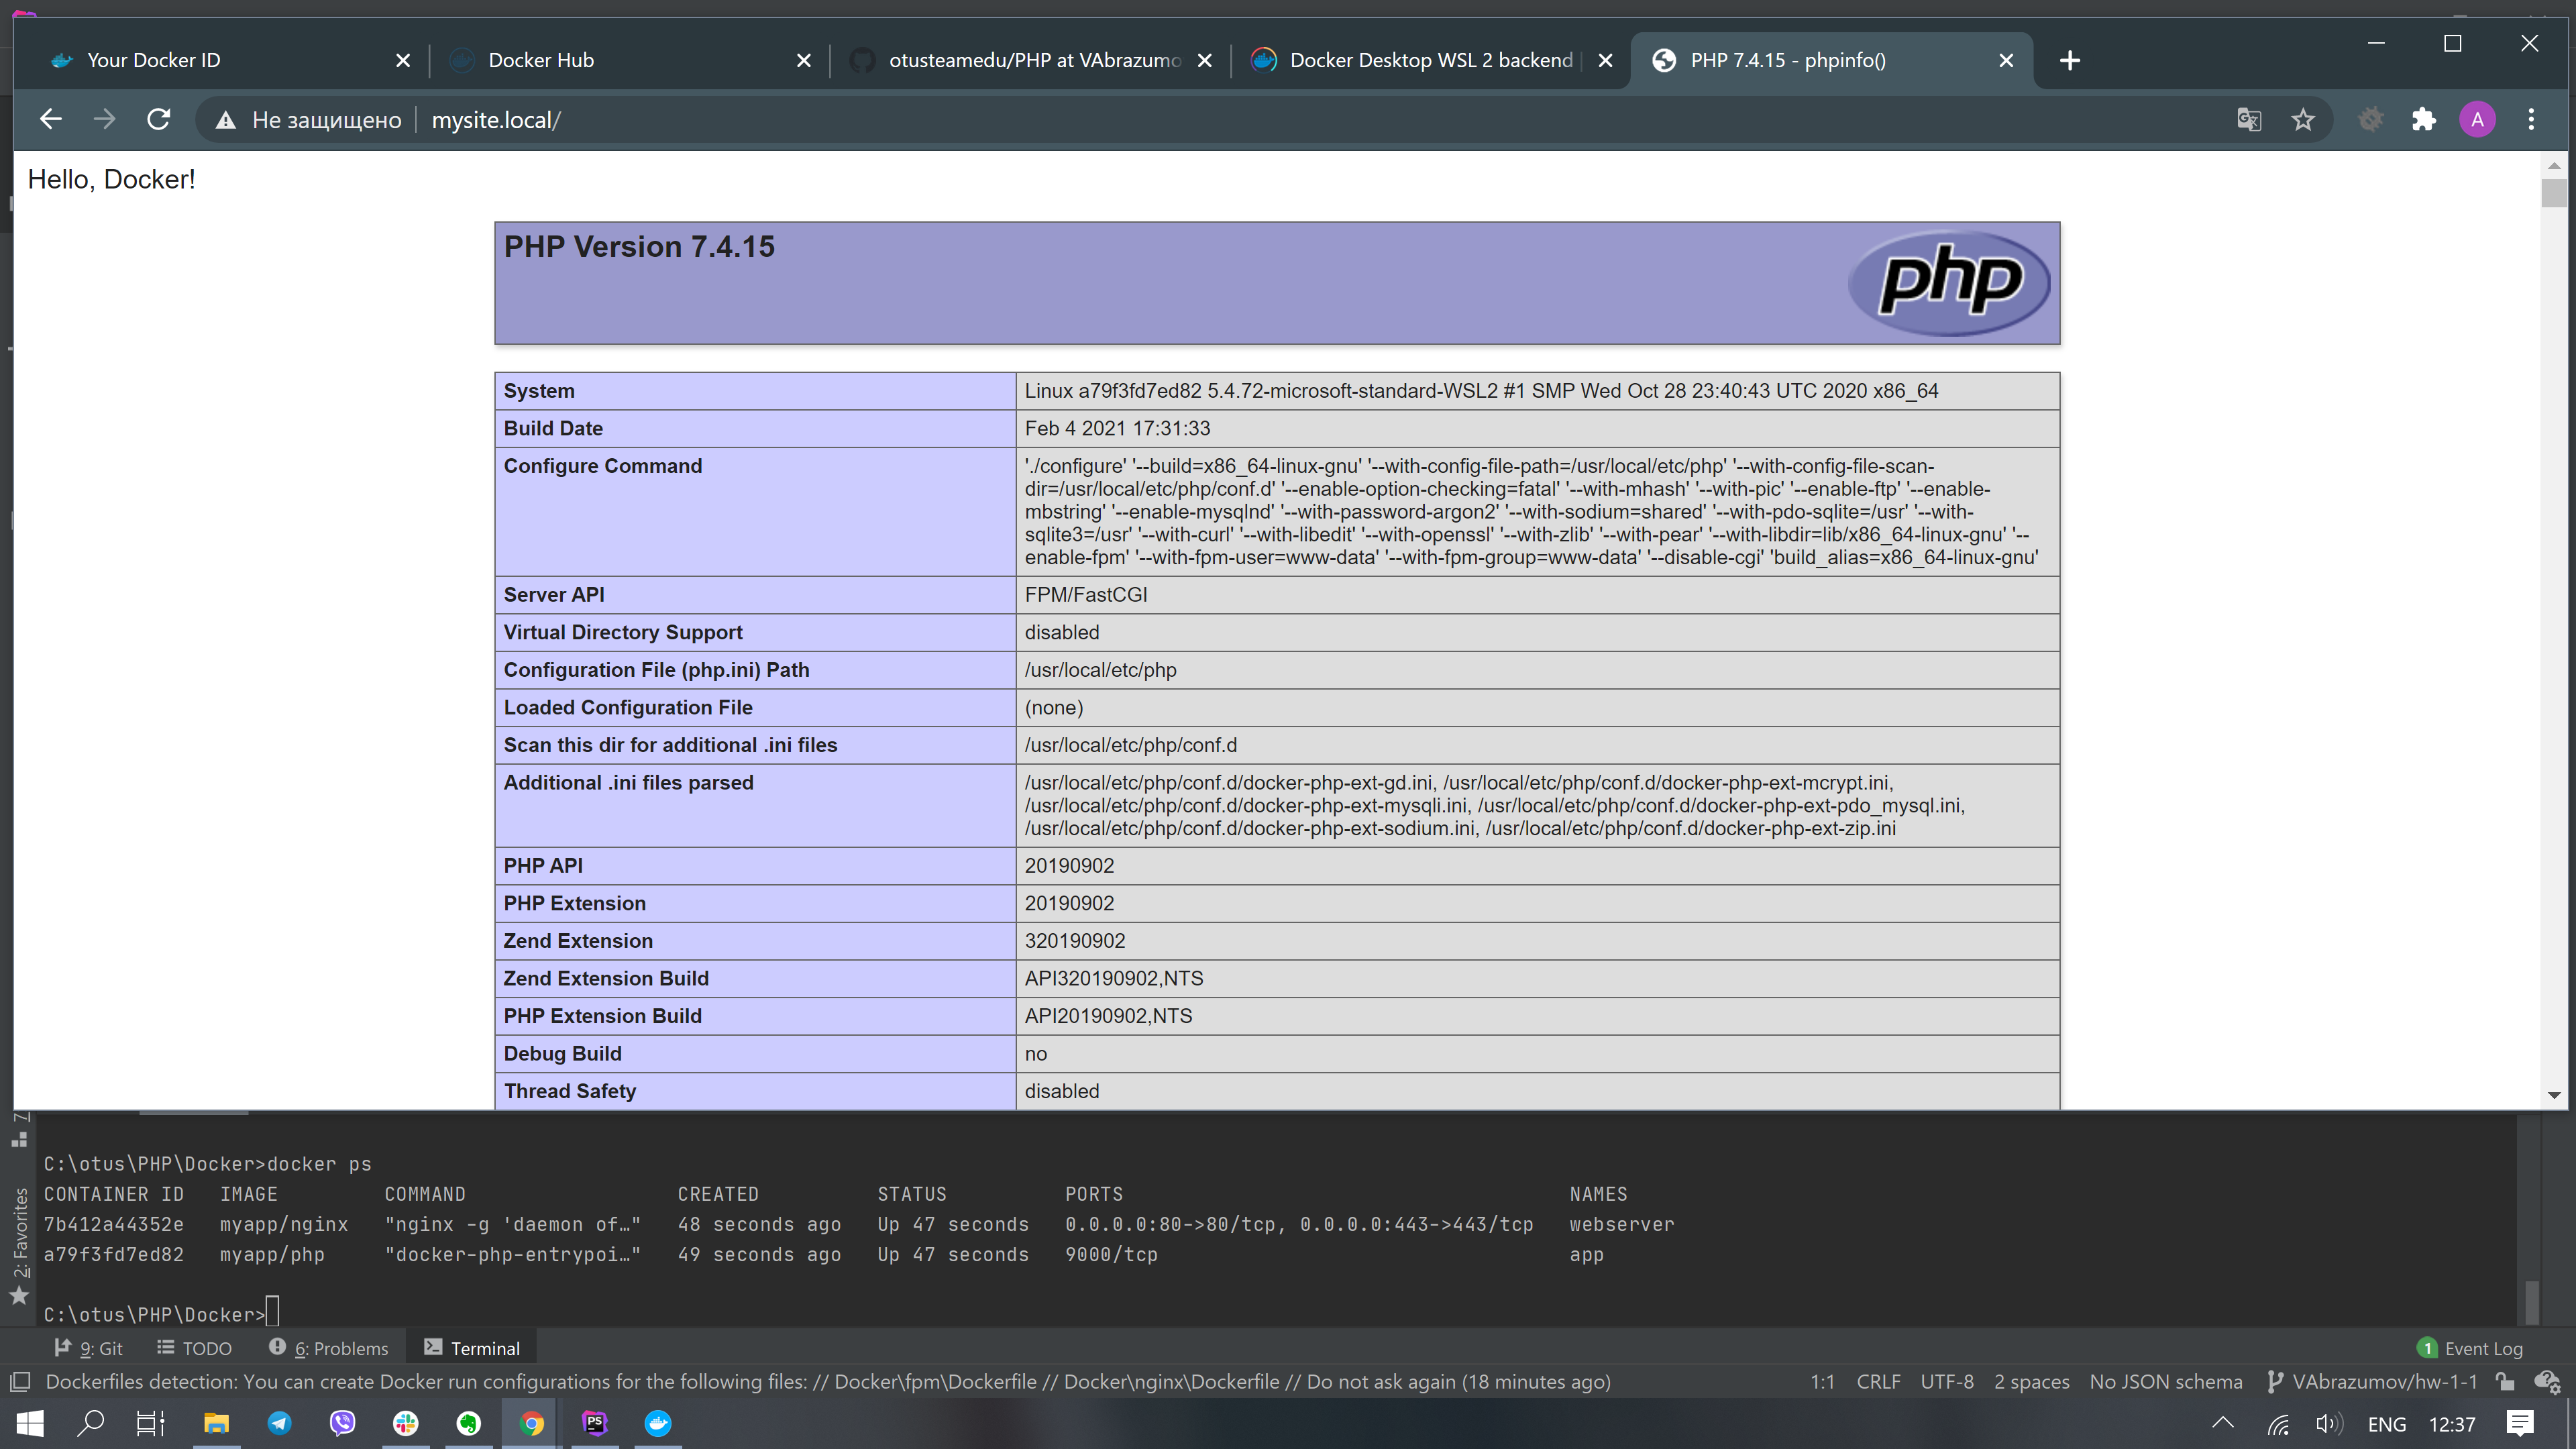 Your Docker ID
Docker Hub
otusteamedu/PHP at VAbrazumo
Docker Desktop WSL 2 backend
PHP 7.4.15 - phpinfo()
Не защищено
mysite.local/
A
Hello, Docker!
PHP Version 7.4.15
php
System Linux a79f3fd7ed82 5.4.72-microsoft-standard-WSL2 #1 SMP Wed Oct 28 23:40:43 UTC 2020 x86_64
Build Date Feb 4 2021 17:31:33
Configure Command './configure' '--build=x86_64-linux-gnu' '--with-config-file-path=/usr/local/etc/php' '--with-config-file-scan-
dir=/usr/local/etc/php/conf.d' '--enable-option-checking=fatal' '--with-mhash' '--with-pic' '--enable-ftp' '--enable-
mbstring' '--enable-mysqlnd' '--with-password-argon2' '--with-sodium=shared' '--with-pdo-sqlite=/usr' '--with-
sqlite3=/usr' '--with-curl' '--with-libedit' '--with-openssl' '--with-zlib' '--with-pear' '--with-libdir=lib/x86_64-linux-gnu' '--
enable-fpm' '--with-fpm-user=www-data' '--with-fpm-group=www-data' '--disable-cgi' 'build_alias=x86_64-linux-gnu'
Server API FPM/FastCGI
Virtual Directory Support disabled
Configuration File (php.ini) Path /usr/local/etc/php
Loaded Configuration File (none)
Scan this dir for additional .ini files /usr/local/etc/php/conf.d
Additional .ini files parsed /usr/local/etc/php/conf.d/docker-php-ext-gd.ini, /usr/local/etc/php/conf.d/docker-php-ext-mcrypt.ini,
/usr/local/etc/php/conf.d/docker-php-ext-mysqli.ini, /usr/local/etc/php/conf.d/docker-php-ext-pdo_mysql.ini,
/usr/local/etc/php/conf.d/docker-php-ext-sodium.ini, /usr/local/etc/php/conf.d/docker-php-ext-zip.ini
PHP API 20190902
PHP Extension 20190902
Zend Extension 320190902
Zend Extension Build API320190902,NTS
PHP Extension Build API20190902,NTS
Debug Build no
Thread Safety disabled
7
2: Favorites
C:\otus\PHP\Docker>docker ps
CONTAINER ID IMAGE COMMAND CREATED STATUS PORTS NAMES
7b412a44352e myapp/nginx "nginx -g 'daemon of…" 48 seconds ago Up 47 seconds 0.0.0.0:80->80/tcp, 0.0.0.0:443->443/tcp webserver
a79f3fd7ed82 myapp/php "docker-php-entrypoi…" 49 seconds ago Up 47 seconds 9000/tcp app
C:\otus\PHP\Docker>
9: Git
TODO
6: Problems
Terminal
1 Event Log
Dockerfiles detection: You can create Docker run configurations for the following files: // Docker\fpm\Dockerfile // Docker\nginx\Dockerfile // Do not ask again (18 minutes ago)
1:1 CRLF UTF-8 2 spaces No JSON schema VAbrazumov/hw-1-1
PS
ENG 12:37